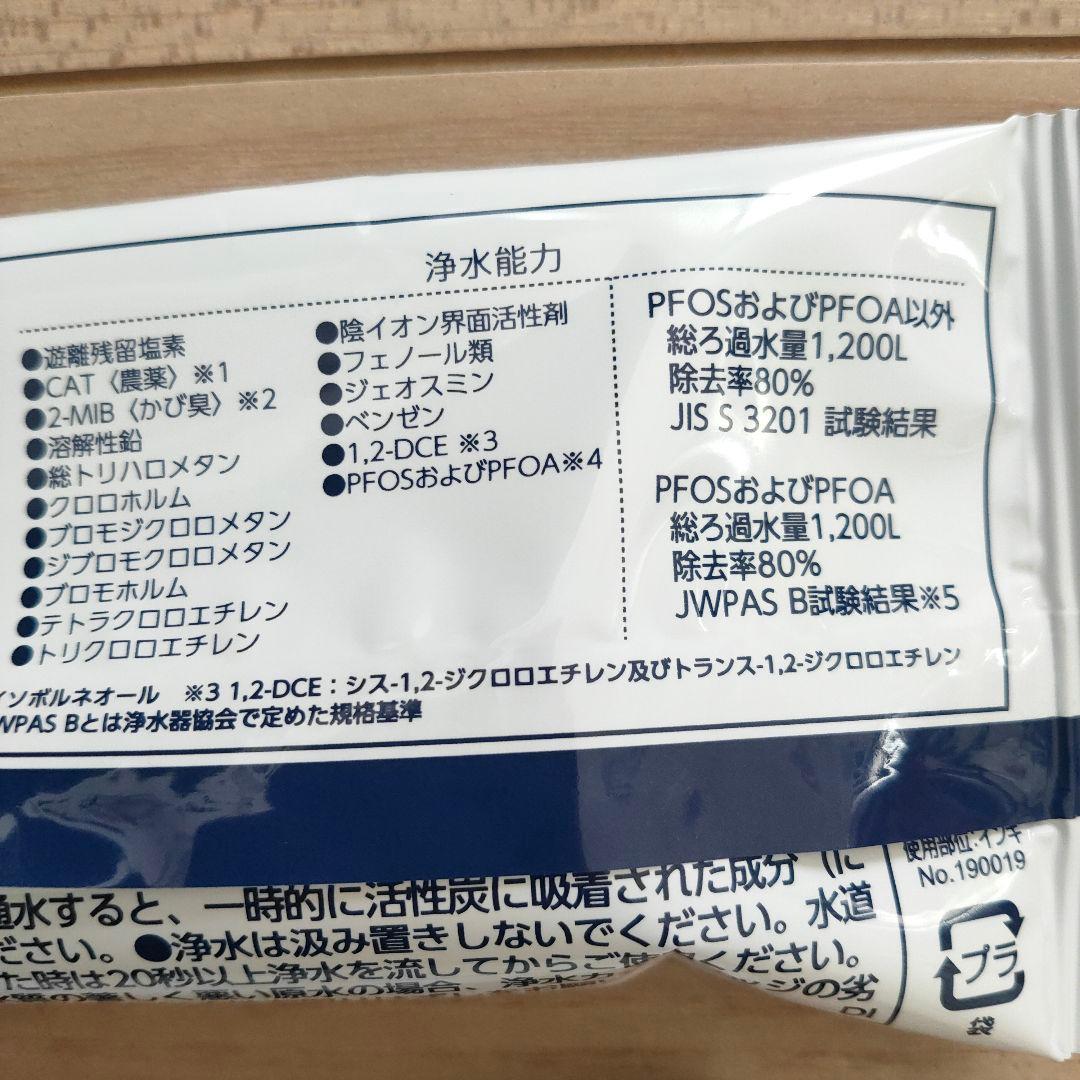 浄水能力
●遊離残留塩素
●CAT〈農薬〉※1
●2-MIB〈かび臭〉※2
●溶解性鉛
●総トリハロメタン
●クロロホルム
●ブロモジクロロメタン
●ジブロモクロロメタン
●ブロモホルム
●テトラクロロエチレン
●トリクロロエチレン
●陰イオン界面活性剤
●フェノール類
●ジェオスミン
●ベンゼン
●1,2-DCE ※3
●PFOSおよびPFOA※4
PFOSおよびPFOA以外
総ろ過水量1,200L
除去率80%
JIS S 3201 試験結果
PFOSおよびPFOA
総ろ過水量1,200L
除去率80%
JWPAS B試験結果※5
イソボルネオール ※3 1,2-DCE：シス-1,2-ジクロロエチレン及びトランス-1,2-ジクロロエチレン
WPAS Bとは浄水器協会で定めた規格基準
使用部位:インキ
No.190019
通水すると、一時的に活性炭に吸着された成分（に
ださい。●浄水は汲み置きしないでください。水道
た時は20秒以上浄水を流してからご使用ください。
悪い原水の場合、
ジの劣
プラ
袋